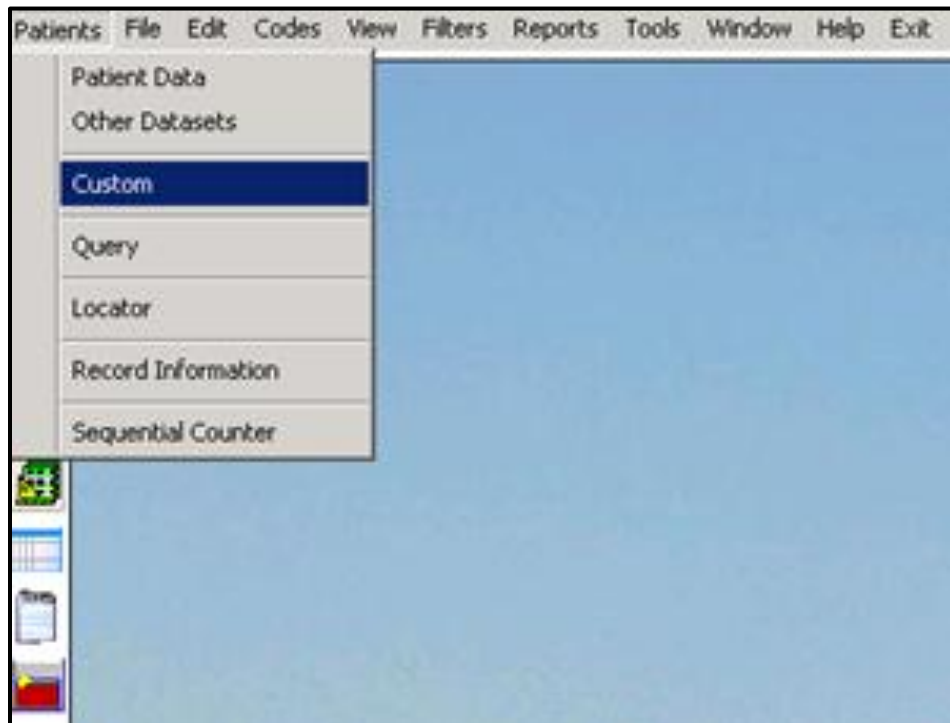 Patients File Edit Codes View Filters Reports Tools Window Help Exit
Patient Data
Other Datasets
Custom
Query
Locator
Record Information
Sequential Counter